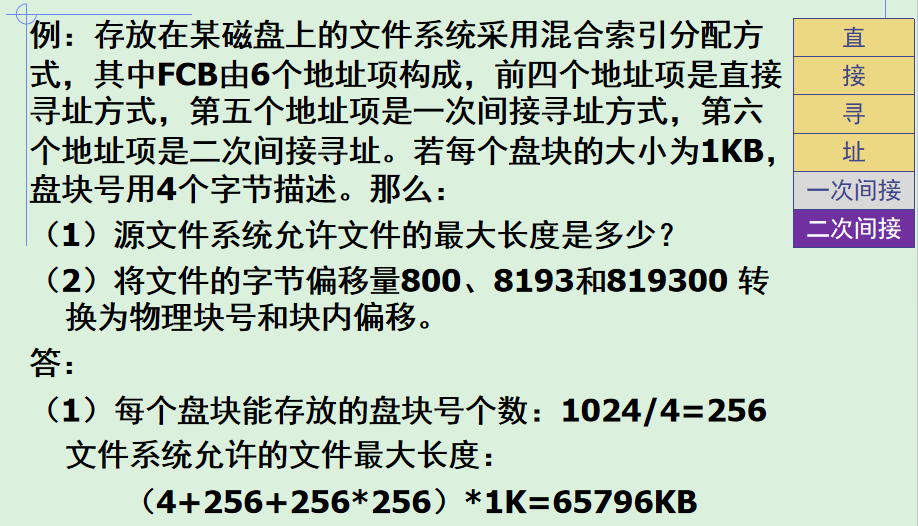 例：存放在某磁盘上的文件系统采用混合索引分配方
式，其中FCB由6个地址项构成，前四个地址项是直接
寻址方式，第五个地址项是一次间接寻址方式，第六
个地址项是二次间接寻址。若每个盘块的大小为1KB，
盘块号用4个字节描述。那么：
（1）源文件系统允许文件的最大长度是多少？
（2）将文件的字节偏移量800、8193和819300 转
换为物理块号和块内偏移。
答：
（1）每个盘块能存放的盘块号个数：1024/4=256
文件系统允许的文件最大长度：
（4+256+256*256）*1K=65796KB
直
接
寻
址
一次间接
二次间接